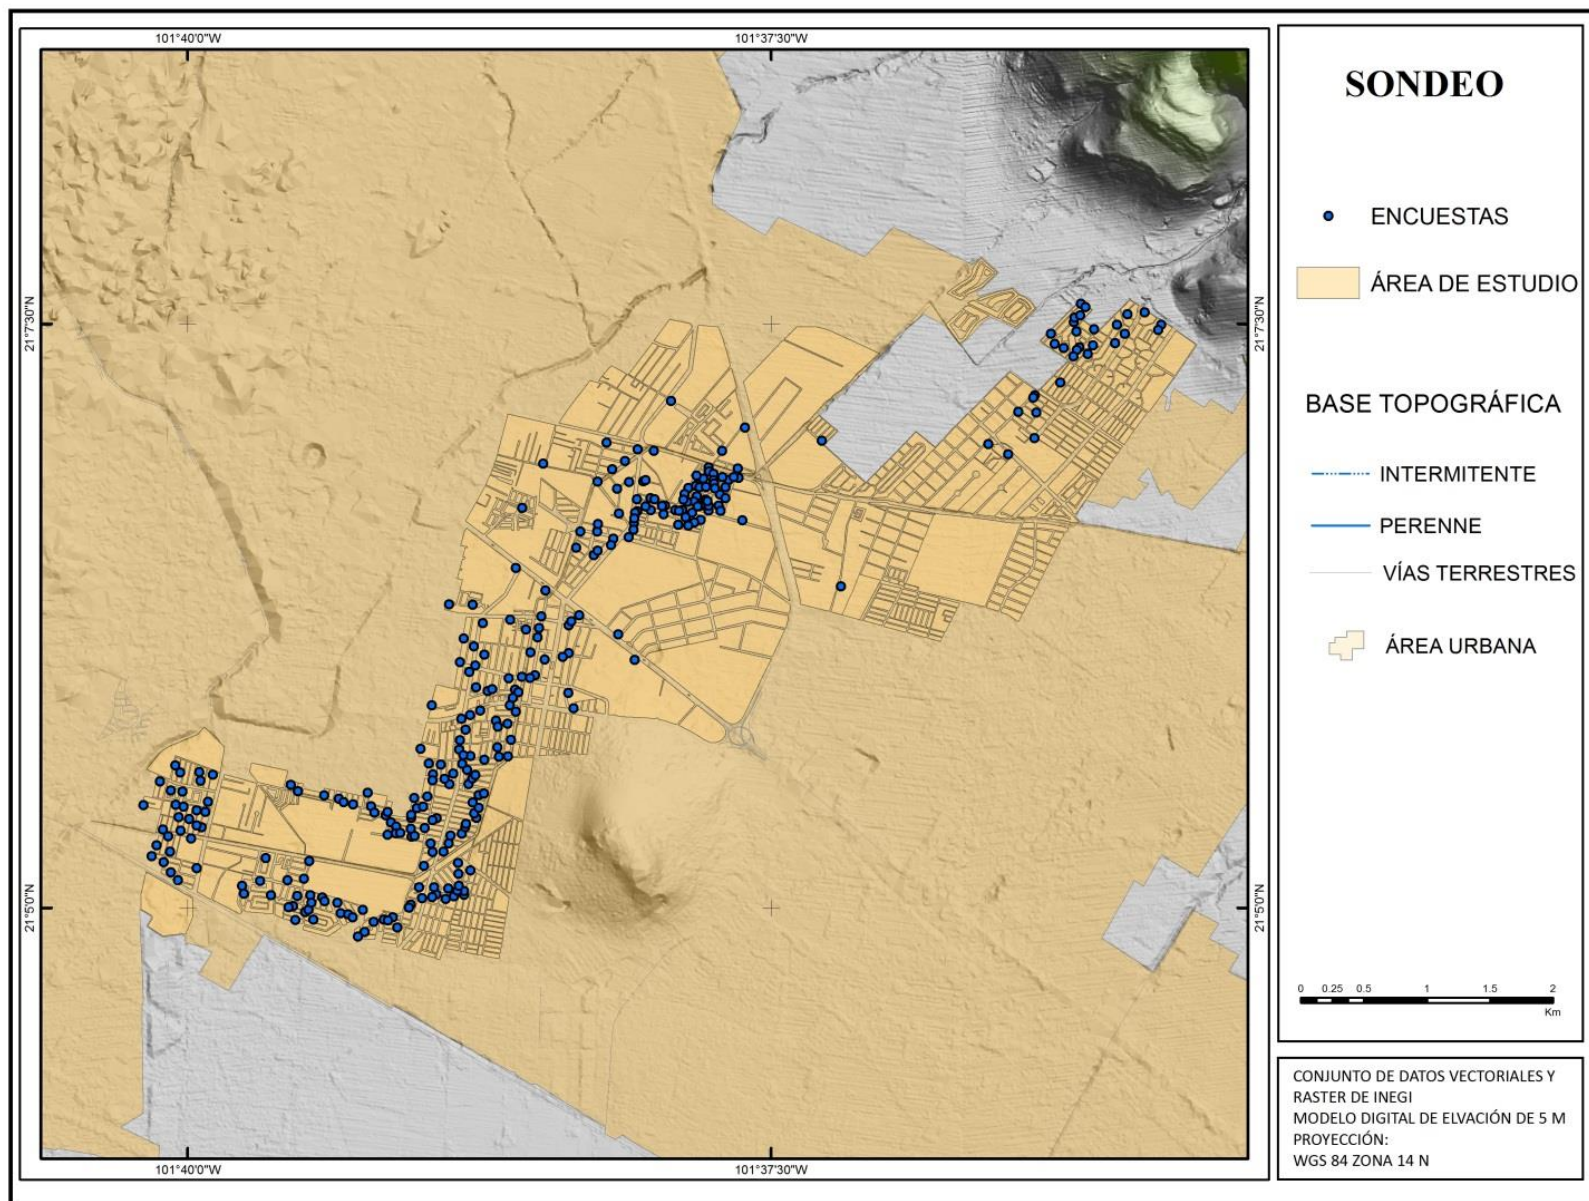 101°40'0"W
101°37'30"W
21°7'30"N
21°7'30"N
21°5'0"N
21°5'0"N
101°40'0"W
101°37'30"W
SONDEO
ENCUESTAS
ÁREA DE ESTUDIO
BASE TOPOGRÁFICA
INTERMITENTE
PERENNE
VÍAS TERRESTRES
ÁREA URBANA
0 0.25 0.5 1 1.5 2
Km
CONJUNTO DE DATOS VECTORIALES Y
RASTER DE INEGI
MODELO DIGITAL DE ELVACIÓN DE 5 M
PROYECCIÓN:
WGS 84 ZONA 14 N